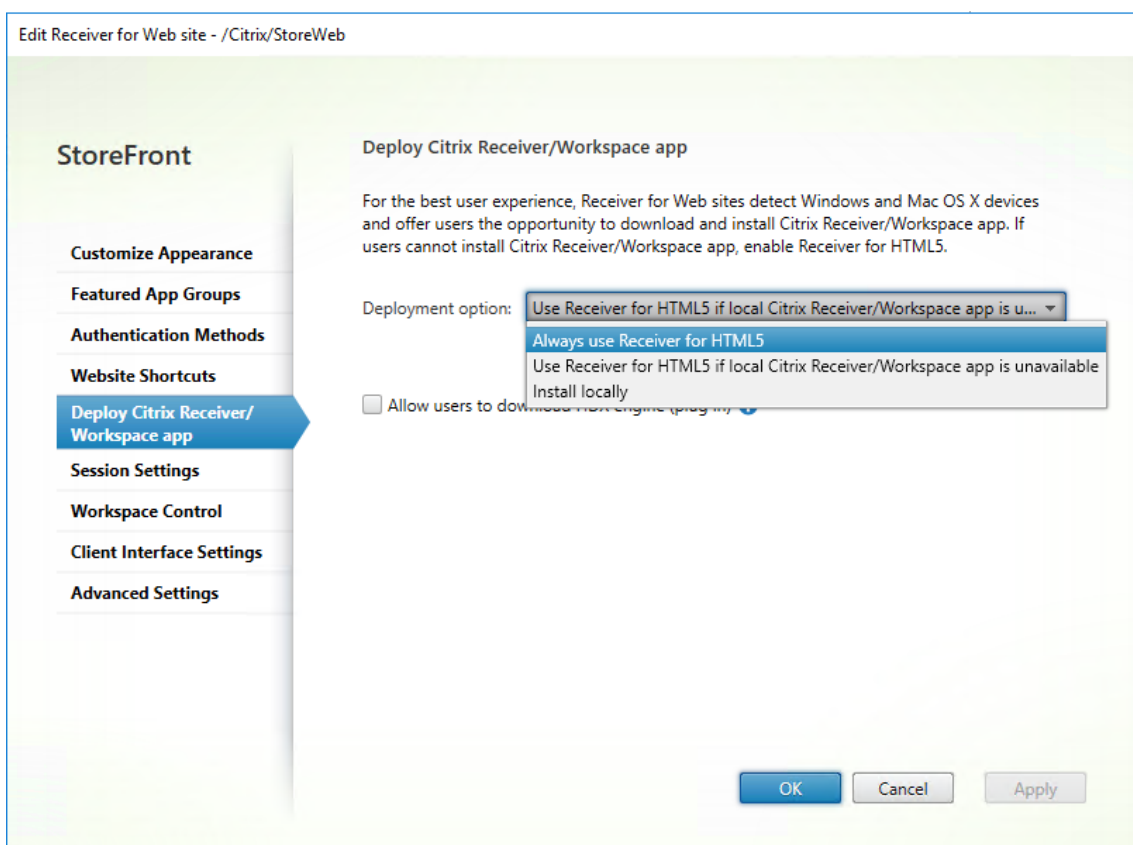 Edit Receiver for Web site - /Citrix/StoreWeb
StoreFront
Customize Appearance
Featured App Groups
Authentication Methods
Website Shortcuts
Deploy Citrix Receiver/
Workspace app
Session Settings
Workspace Control
Client Interface Settings
Advanced Settings
Deploy Citrix Receiver/Workspace app
For the best user experience, Receiver for Web sites detect Windows and Mac OS X devices
and offer users the opportunity to download and install Citrix Receiver/Workspace app. If
users cannot install Citrix Receiver/Workspace app, enable Receiver for HTML5.
Deployment option: Use Receiver for HTML5 if local Citrix Receiver/Workspace app is u...
Always use Receiver for HTML5
Use Receiver for HTML5 if local Citrix Receiver/Workspace app is unavailable
Install locally
Allow users to download HDX engine (plug in)
OK Cancel Apply